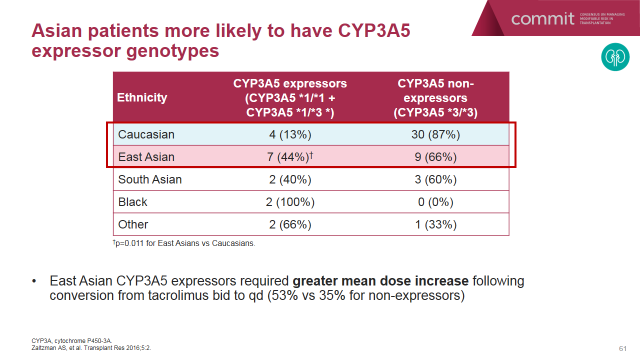 Asian patients more likely to have CYP3A5
expressor genotypes
commit
CONSENSUS ON MANAGING
MODIFIABLE RISK IN
TRANSPLANTATION
Ethnicity
CYP3A5 expressors
(CYP3A5 *1/*1 +
CYP3A5 *1/*3 *)
CYP3A5 non-
expressors
(CYP3A5 *3/*3)
Caucasian 4 (13%) 30 (87%)
East Asian 7 (44%)† 9 (66%)
South Asian 2 (40%) 3 (60%)
Black 2 (100%) 0 (0%)
Other 2 (66%) 1 (33%)
†p=0.011 for East Asians vs Caucasians.
• East Asian CYP3A5 expressors required greater mean dose increase following
conversion from tacrolimus bid to qd (53% vs 35% for non-expressors)
CYP3A, cytochrome P450-3A.
Zaltzman AS, et al. Transplant Res 2016;5:2.
61